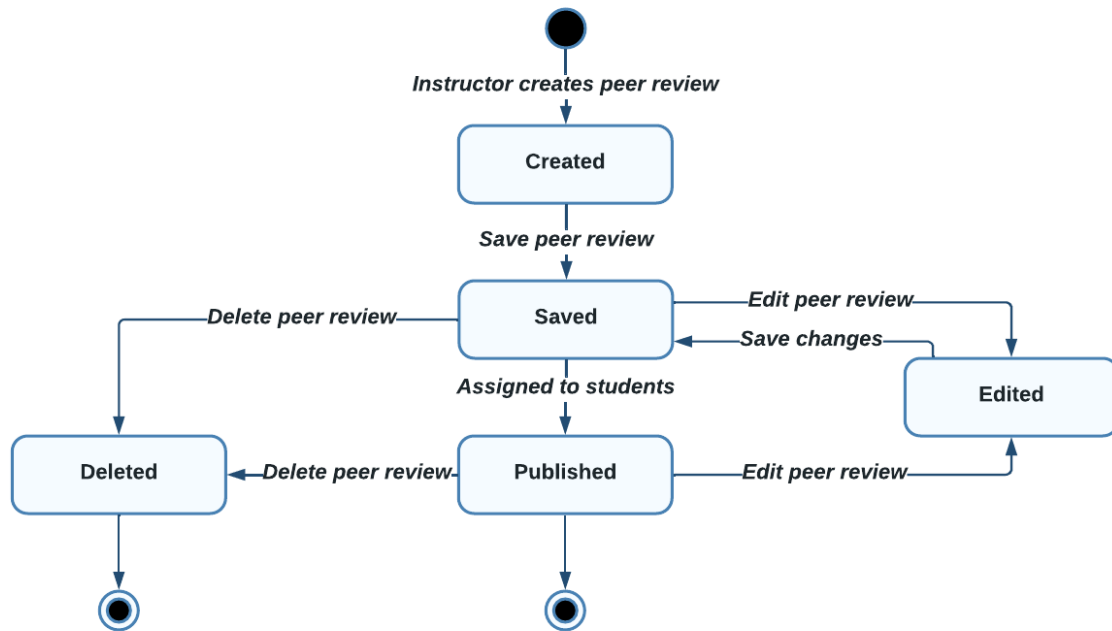 Instructor creates peer review
Created
Save peer review
Delete peer review
Saved
Edit peer review
Save changes
Assigned to students
Edited
Deleted
Delete peer review
Published
Edit peer review